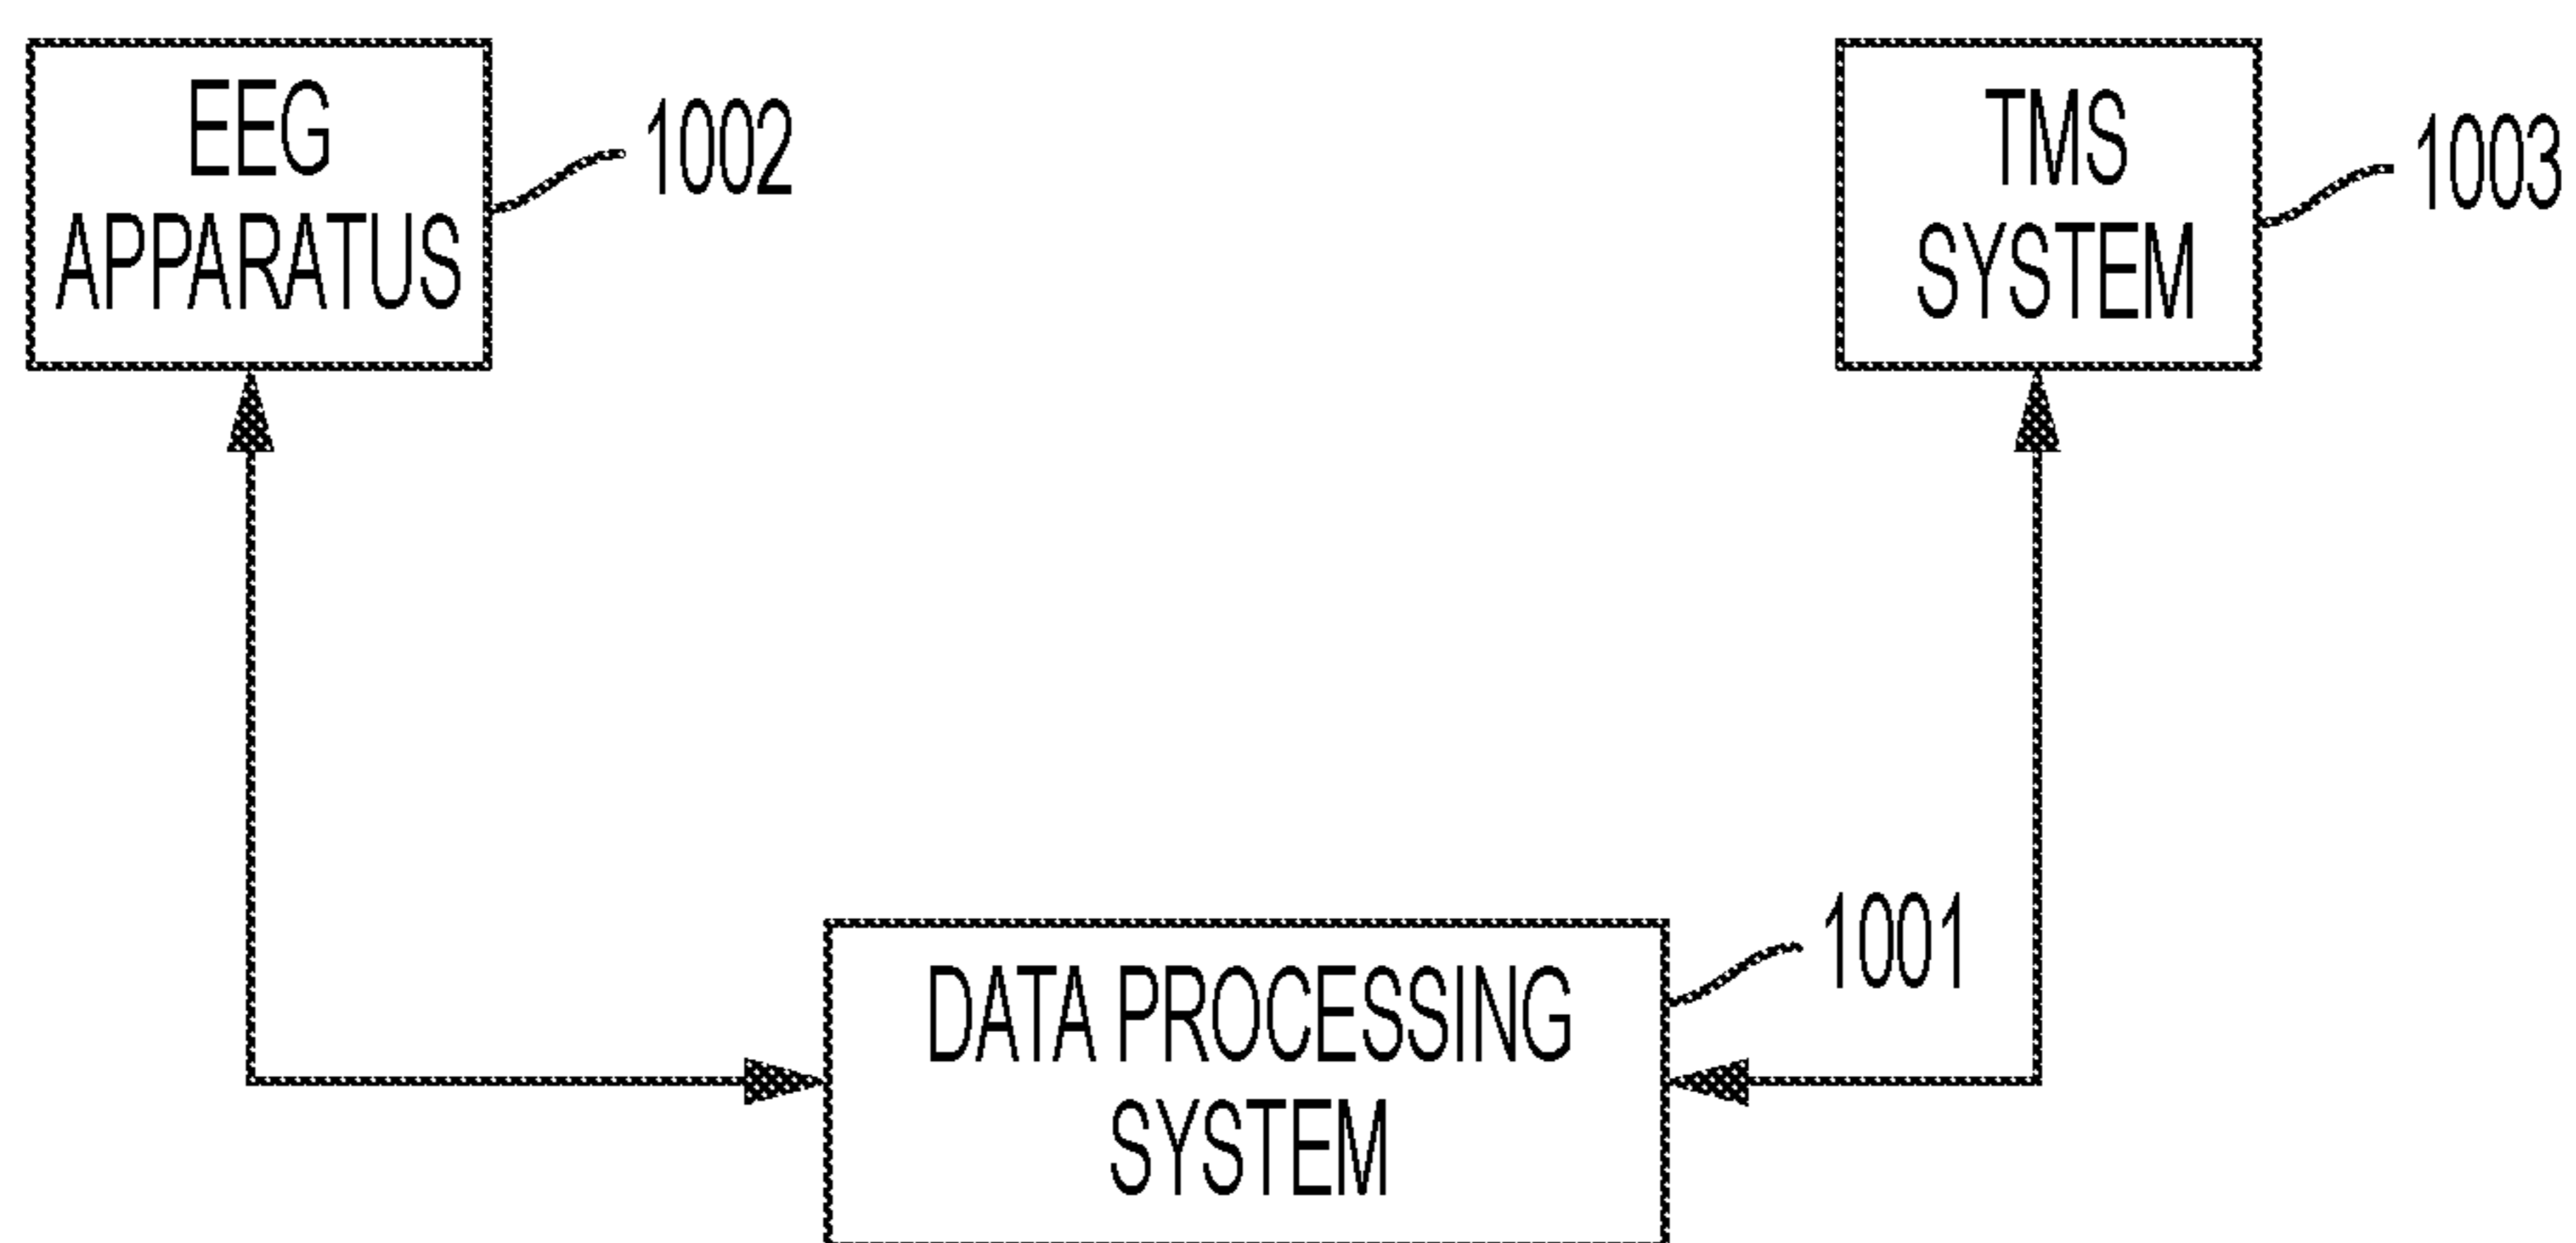 EEG
APPARATUS
1002
TMS
SYSTEM
1003
DATA PROCESSING
SYSTEM
1001